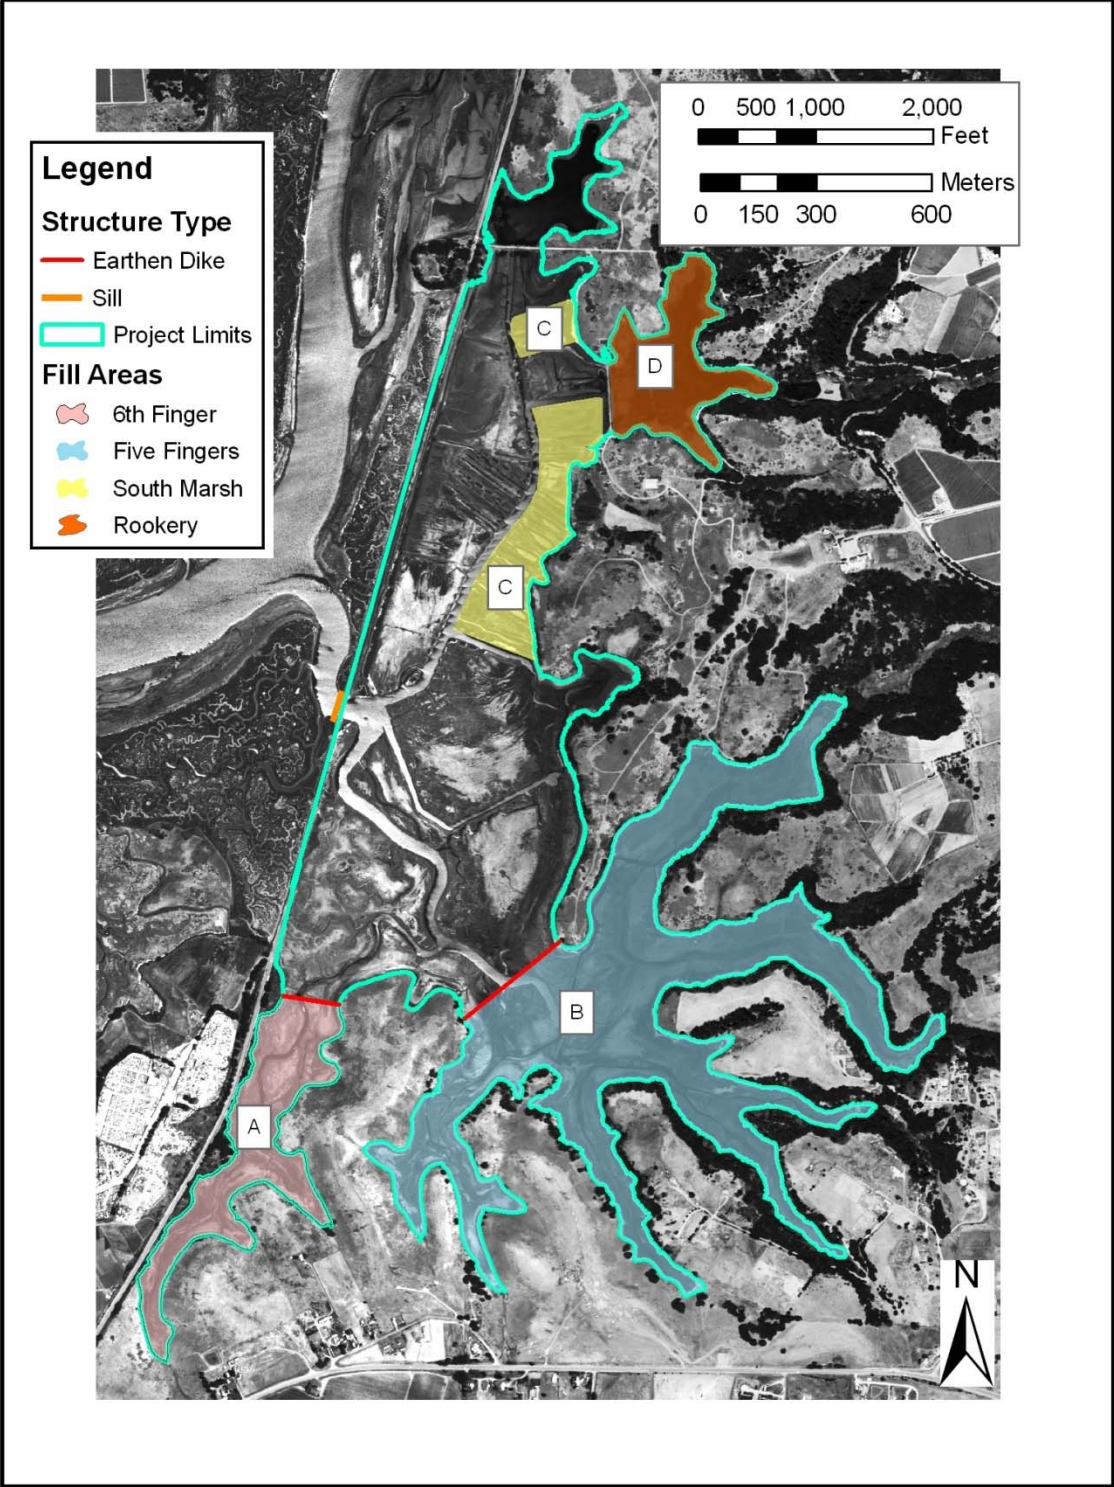 Legend
Structure Type
Earthen Dike
Sill
Project Limits
Fill Areas
6th Finger
Five Fingers
South Marsh
Rookery
0 500 1,000 2,000
Feet
Meters
0 150 300 600
C
D
C
B
A
N